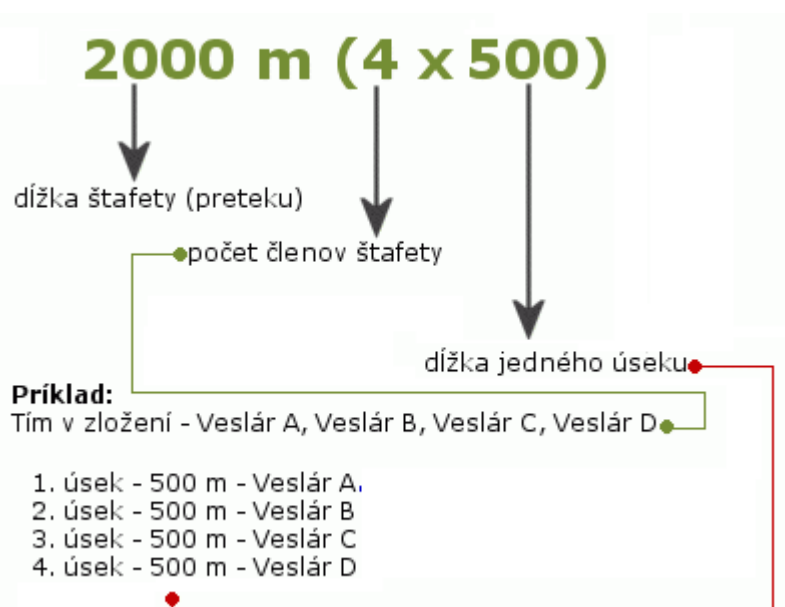 2000 m (4 x 500)
dĺžka štafety (preteku)
počet členov štafety
dĺžka jedného úseku
Príklad:
Tím v zložení - Veslár A, Veslár B, Veslár C, Veslár D
1. úsek - 500 m - Veslár A
2. úsek - 500 m - Veslár B
3. úsek - 500 m - Veslár C
4. úsek - 500 m - Veslár D